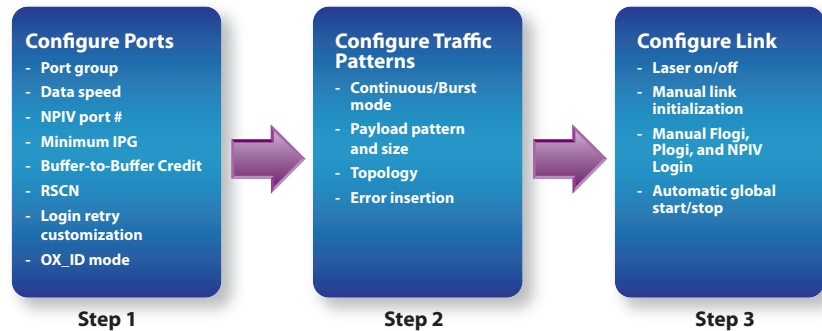 Configure Ports
- Port group
- Data speed
- NPIV port #
- Minimum IPG
- Buffer-to-Buffer Credit
- RSCN
- Login retry
customization
- OX_ID mode
Step 1
Configure Traffic
Patterns
- Continuous/Burst
mode
- Payload pattern
and size
- Topology
- Error insertion
Step 2
Configure Link
- Laser on/off
- Manual link
initialization
- Manual Flogi,
Plogi, and NPIV
Login
- Automatic global
start/stop
Step 3